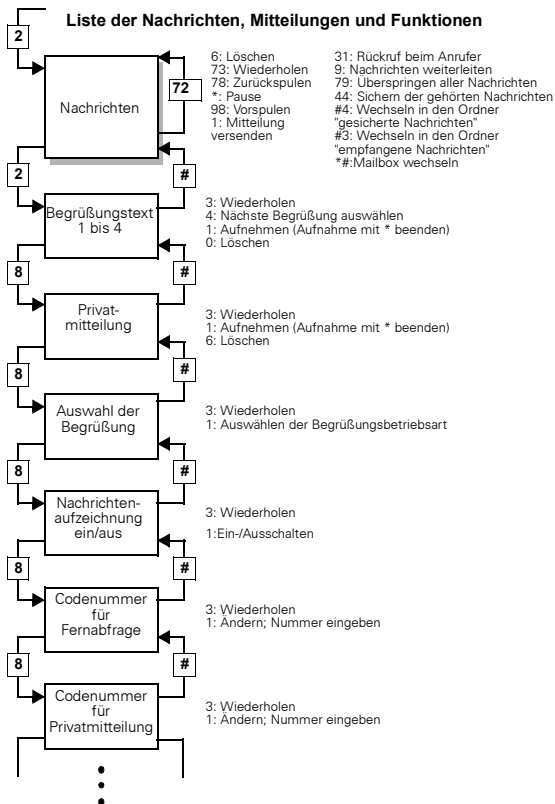 Liste der Nachrichten, Mitteilungen und Funktionen
2
Nachrichten
72
6: Löschen
73: Wiederholen
78: Zurückspulen
*: Pause
98: Vorspulen
1: Mitteilung
versenden
31: Rückruf beim Anrufer
9: Nachrichten weiterleiten
79: Überspringen aller Nachrichten
44: Sichern der gehörten Nachrichten
#4: Wechseln in den Ordner
"gesicherte Nachrichten"
#3: Wechseln in den Ordner
"empfangene Nachrichten"
*#:Mailbox wechseln
2
#
Begrüßungstext
1 bis 4
3: Wiederholen
4: Nächste Begrüßung auswählen
1: Aufnehmen (Aufnahme mit * beenden)
0: Löschen
8
#
Privat-
mitteilung
3: Wiederholen
1: Aufnehmen (Aufnahme mit * beenden)
6: Löschen
8
#
Auswahl der
Begrüßung
3: Wiederholen
1: Auswählen der Begrüßungsbetriebsart
8
#
Nachrichten-
aufzeichnung
ein/aus
3: Wiederholen
1:Ein-/Ausschalten
8
#
Codenummer
für
Fernabfrage
3: Wiederholen
1: Ändern; Nummer eingeben
8
#
Codenummer
für
Privatmitteilung
3: Wiederholen
1: Ändern; Nummer eingeben